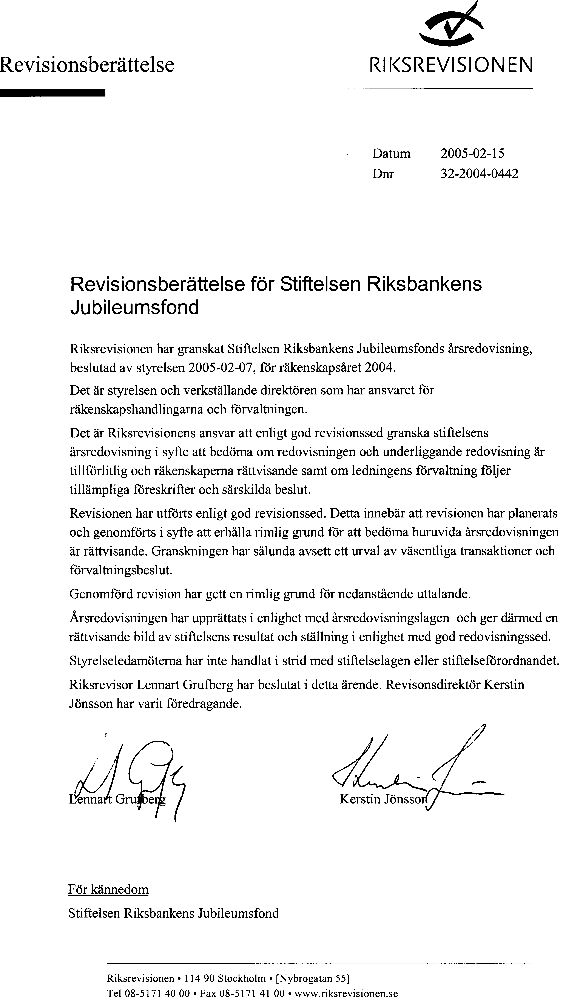 Revisionsberättelse
RIKSREVISIONEN
Datum 2005-02-15
Dnr 32-2004-0442
Revisionsberättelse för Stiftelsen Riksbankens
Jubileumsfond
Riksrevisionen har granskat Stiftelsen Riksbankens Jubileumsfonds årsredovisning,
beslutad av styrelsen 2005-02-07, för räkenskapsåret 2004.
Det är styrelsen och verkställande direktören som har ansvaret för
räkenskapshandlingarna och förvaltningen.
Det är Riksrevisionens ansvar att enligt god revisionssed granska stiftelsens
årsredovisning i syfte att bedöma om redovisningen och underliggande redovisning är
tillförlitlig och räkenskaperna rättvisande samt om ledningens förvaltning följer
tillämpliga föreskrifter och särskilda beslut.
Revisionen har utförts enligt god revisionssed. Detta innebär att revisionen har planerats
och genomförts i syfte att erhålla rimlig grund för att bedöma huruvida årsredovisningen
är rättvisande. Granskningen har sålunda avsett ett urval av väsentliga transaktioner och
förvaltningsbeslut.
Genomförd revision har gett en rimlig grund för nedanstående uttalande.
Årsredovisningen har upprättats i enlighet med årsredovisningslagen och ger därmed en
rättvisande bild av stiftelsens resultat och ställning i enlighet med god redovisningssed.
Styrelseledamöterna har inte handlat i strid med stiftelselagen eller stiftelseförordnandet.
Riksrevisor Lennart Grufberg har beslutat i detta ärende. Revisonsdirektör Kerstin
Jönsson har varit föredragande.
Lennart Grufberg Kerstin Jönsson
För kännedom
Stiftelsen Riksbankens Jubileumsfond
Riksrevisionen • 114 90 Stockholm • [Nybrogatan 55]
Tel 08-5171 40 00 • Fax 08-5171 41 00 • www.riksrevisionen.se